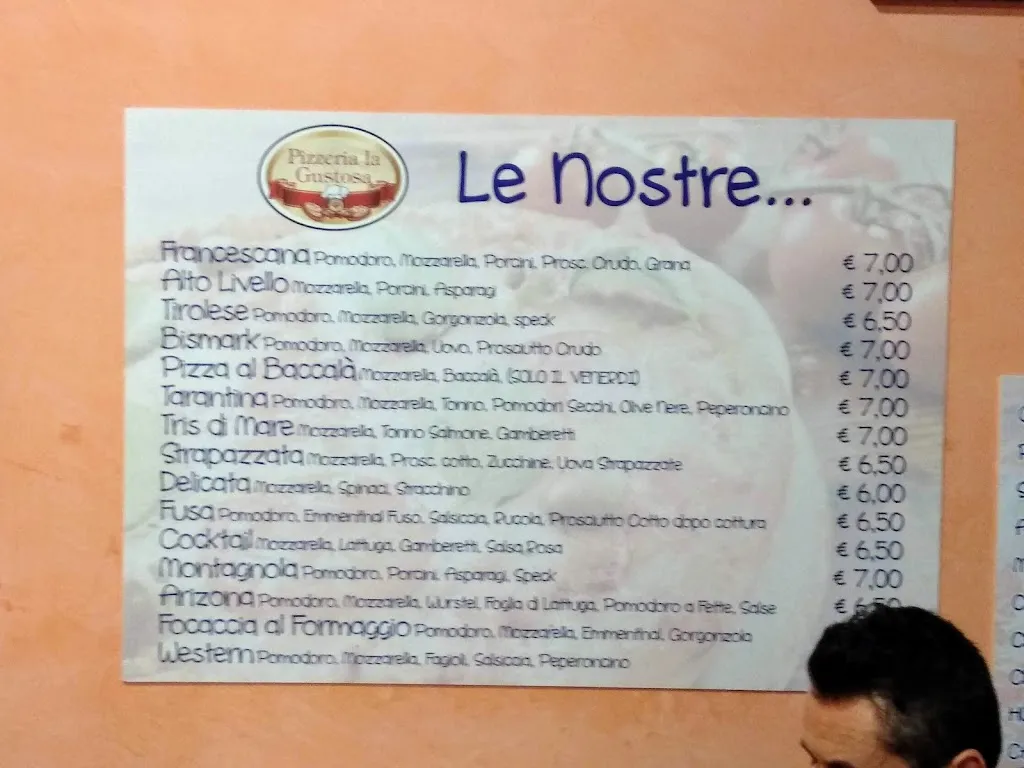 Pizzeria la
Gustosa
Le Nostre...
Francescana Pomodoro, Mozzarella, Porcini, Prosc. Crudo, Grana € 7,00
Alto Livello Mozzarella, Porcini, Asparagi € 7,00
Tirolese Pomodoro, Mozzarella, Gorgonzola, speck € 6,50
Bismark Pomodoro, Mozzarella, Uovo, Prosciutto Crudo € 7,00
Pizza al Baccalà Mozzarella, Baccalà, (SOLO IL VENERDI) € 7,00
Tarantina Pomodoro, Mozzarella, Tonno, Pomodori Secchi, Olive Nere, Peperoncino € 7,00
Tris di Mare Mozzarella, Tonno Salmone, Gamberetti € 7,00
Strapazzata Mozzarella, Prosc. cotto, Zucchine, Uova Strapazzate € 6,50
Delicata Mozzarella, Spinaci, Stracchino € 6,00
Fusa Pomodoro, Emmenthal Fuso, Salsiccia, Rucola, Prosciutto Cotto dopo cottura € 6,50
Cocktail Mozzarella, Lattuga, Gamberetti, Salsa Rosa € 6,50
Montagnola Pomodoro, Porcini, Asparagi, Speck € 7,00
Arizona Pomodoro, Mozzarella, Wurstel, Foglia di Lattuga, Pomodoro a Fette, Salse € 6,50
Focaccia al Formaggio Pomodoro, Mozzarella, Emmenthal, Gorgonzola
Western Pomodoro, Mozzarella, Fagioli, Salsiccia, Peperoncino